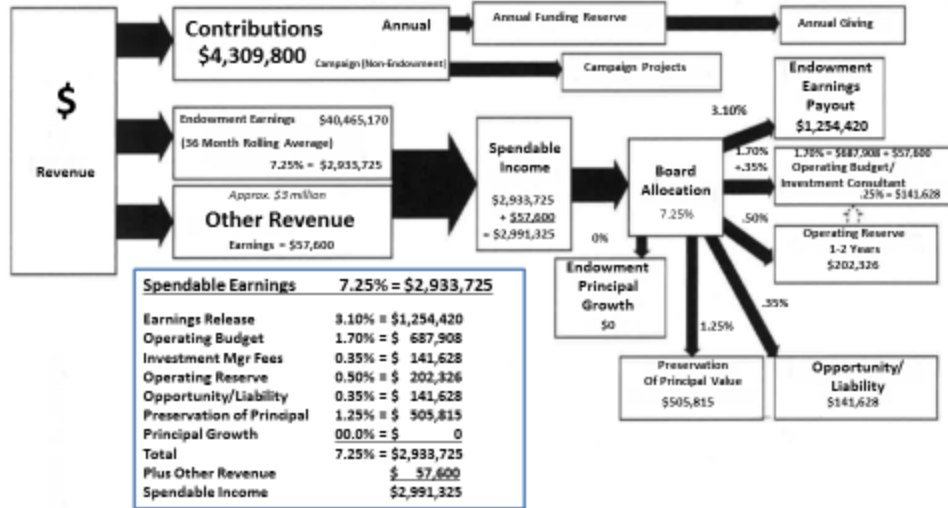 $
Revenue
Contributions
Annual
$4,309,800
Campaign (Non-Endowment)
Annual Funding Reserve
Annual Giving
Campaign Projects
Endowment Earnings $40,465,170
(36 Month Rolling Average)
7.25% = $2,933,725
Approx. $3 million
Other Revenue
Earnings = $57,600
Spendable
Income
$2,933,725
+ $57,600
= $2,991,325
Board
Allocation
7.25%
3.10%
Endowment
Earnings
Payout
$1,254,420
1.70%
+.35%
1.70% = $687,908 + $57,600
Operating Budget/
Investment Consultant
.25% = $141,628
.50%
Operating Reserve
1-2 Years
$202,326
0%
Endowment
Principal
Growth
$0
1.25%
Preservation
Of Principal Value
$505,815
.35%
Opportunity/
Liability
$141,628
Spendable Earnings 7.25% = $2,933,725
Earnings Release 3.10% = $1,254,420
Operating Budget 1.70% = $ 687,908
Investment Mgr Fees 0.35% = $ 141,628
Operating Reserve 0.50% = $ 202,326
Opportunity/Liability 0.35% = $ 141,628
Preservation of Principal 1.25% = $ 505,815
Principal Growth 00.0% = $ 0
Total 7.25% = $2,933,725
Plus Other Revenue $ 57,600
Spendable Income $2,991,325